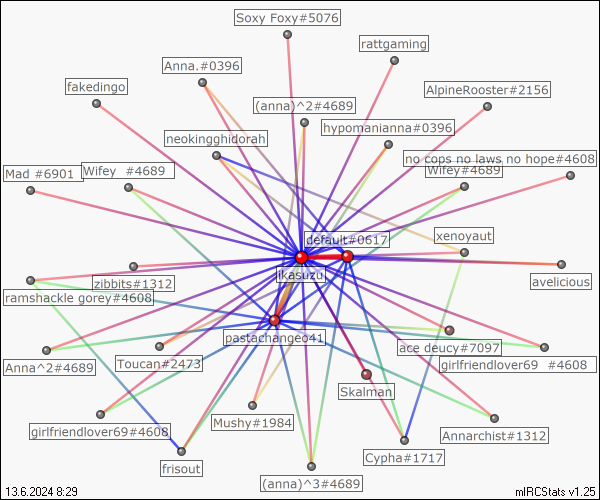 Soxy Foxy#5076
rattgaming
Anna.#0396
fakedingo
AlpineRooster#2156
(anna)^2#4689
hypomanianna#0396
neokingghidorah
no cops no laws no hope#4608
Mad #6901
Wifey #4689
Wifey#4689
xenoyaut
default#0617
ikasuzu
zibbits#1312
avelicious
ramshackle gorey#4608
pastachangeo41
ace deucy#7097
Anna^2#4689
Toucan#2473
girlfriendlover69 #4608
Skalman
girlfriendlover69#4608
Mushy#1984
Annarchist#1312
frisout
Cypha#1717
(anna)^3#4689
13.6.2024 8:29
mIRCStats v1.25